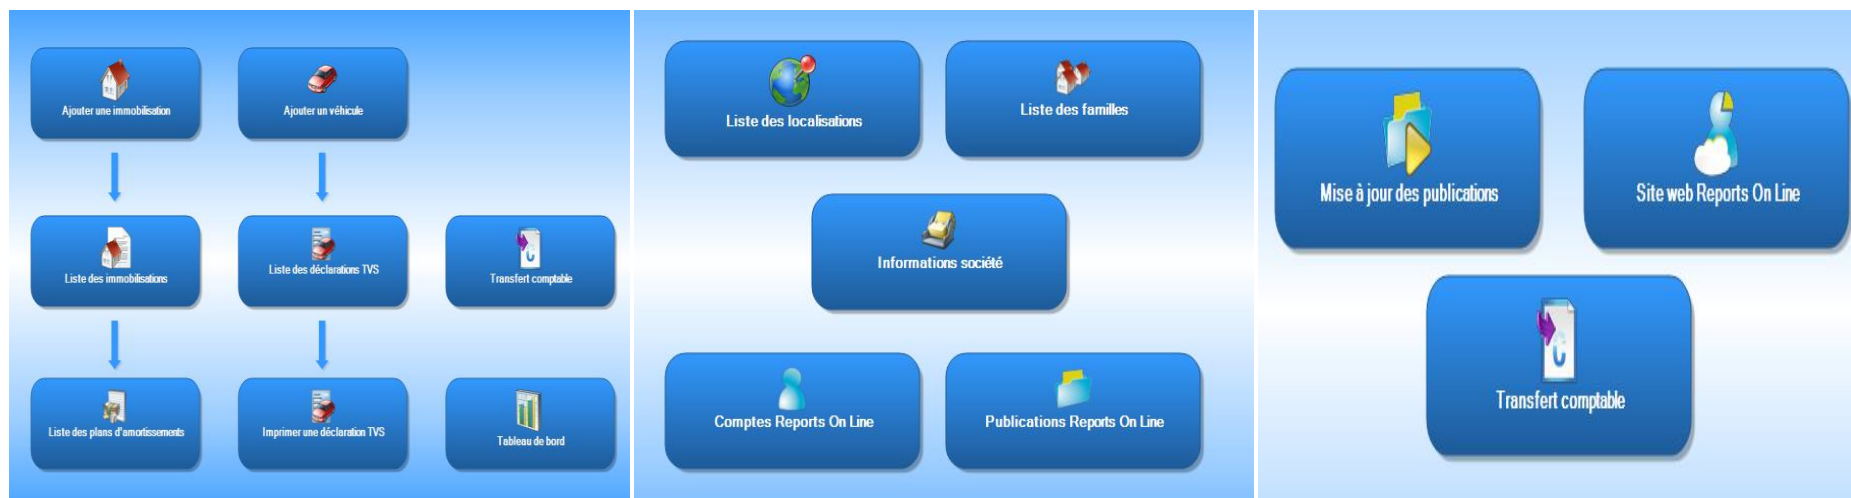 Ajouter une immobilisation
Ajouter un véhicule
Liste des immobilisations
Liste des déclarations TVS
Transfert comptable
Liste des plans d'amortissements
Imprimer une déclaration TVS
Tableau de bord
Liste des localisations
Liste des familles
Informations société
Comptes Reports On Line
Publications Reports On Line
Mise à jour des publications
Site web Reports On Line
Transfert comptable